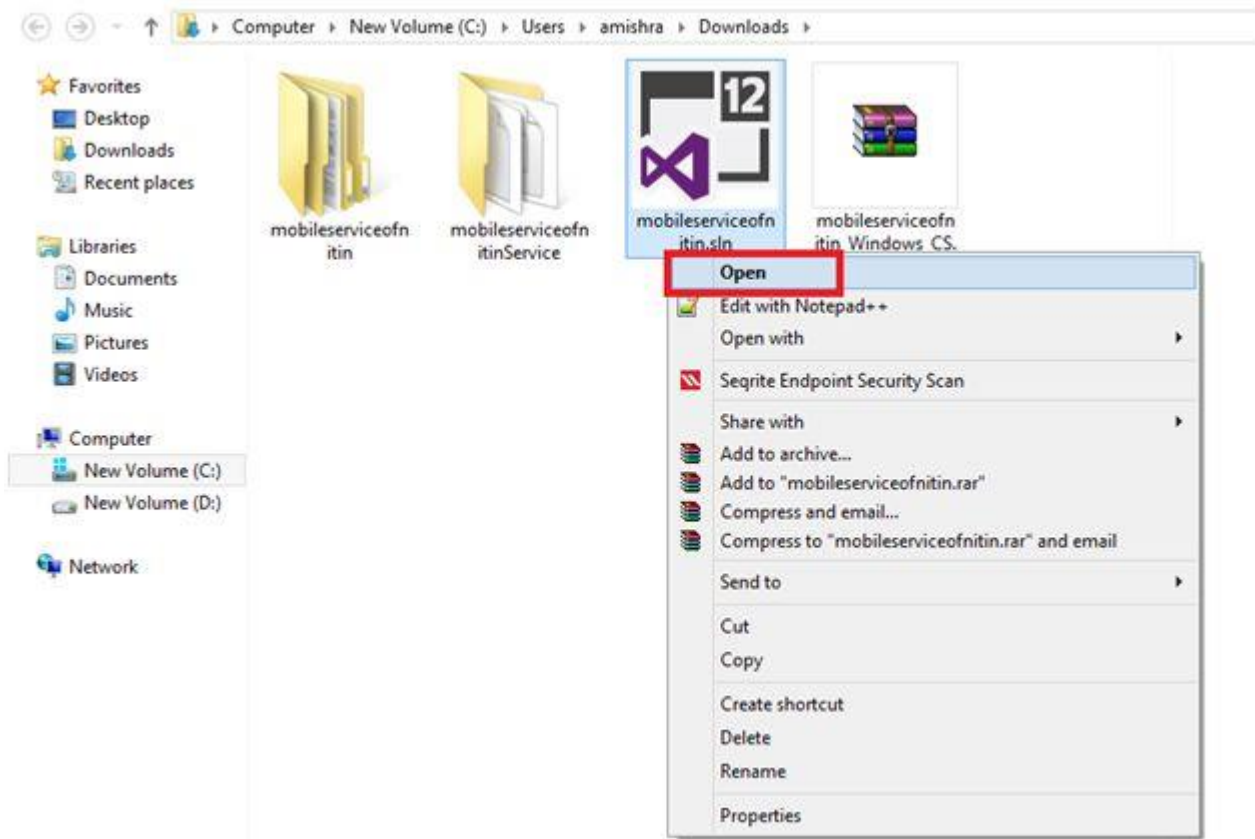 Computer New Volume (C:) Users amishra Downloads
Favorites
Desktop
Downloads
Recent places
Libraries
Documents
Music
Pictures
Videos
Computer
New Volume (C:)
New Volume (D:)
Network
mobileserviceofn
itin
mobileserviceofn
itinService
12
mobileserviceofn
itin.sln
mobileserviceofn
itin_Windows_CS.
Open
Edit with Notepad++
Open with
Seqrite Endpoint Security Scan
Share with
Add to archive...
Add to "mobileserviceofnitin.rar"
Compress and email...
Compress to "mobileserviceofnitin.rar" and email
Send to
Cut
Copy
Create shortcut
Delete
Rename
Properties